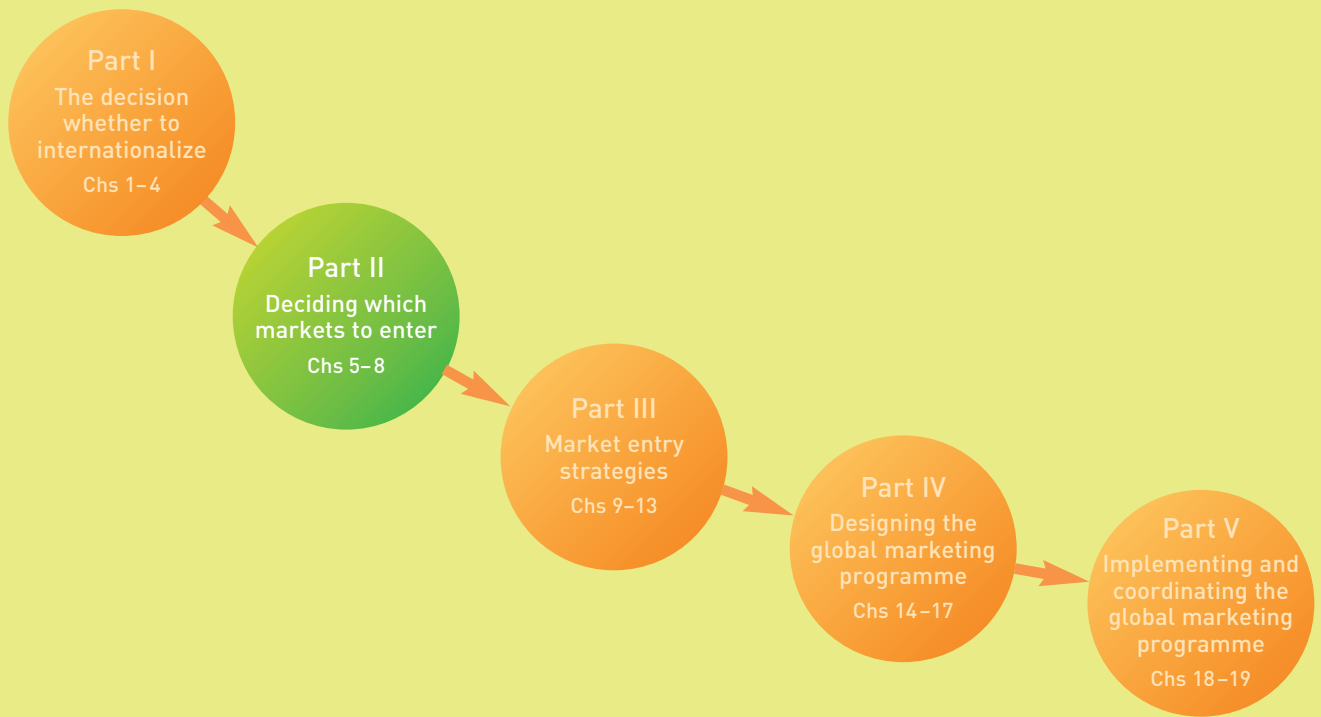 Part I
The decision
whether to
internationalize
Chs 1–4
Part II
Deciding which
markets to enter
Chs 5–8
Part III
Market entry
strategies
Chs 9–13
Part IV
Designing the
global marketing
programme
Chs 14–17
Part V
Implementing and
coordinating the
global marketing
programme
Chs 18–19